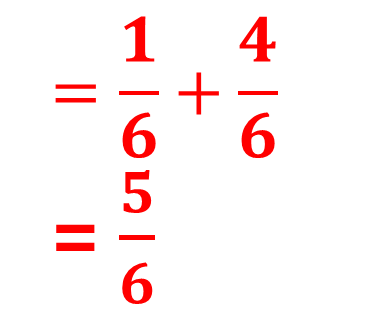 = 1/6 + 4/6
= 5/6